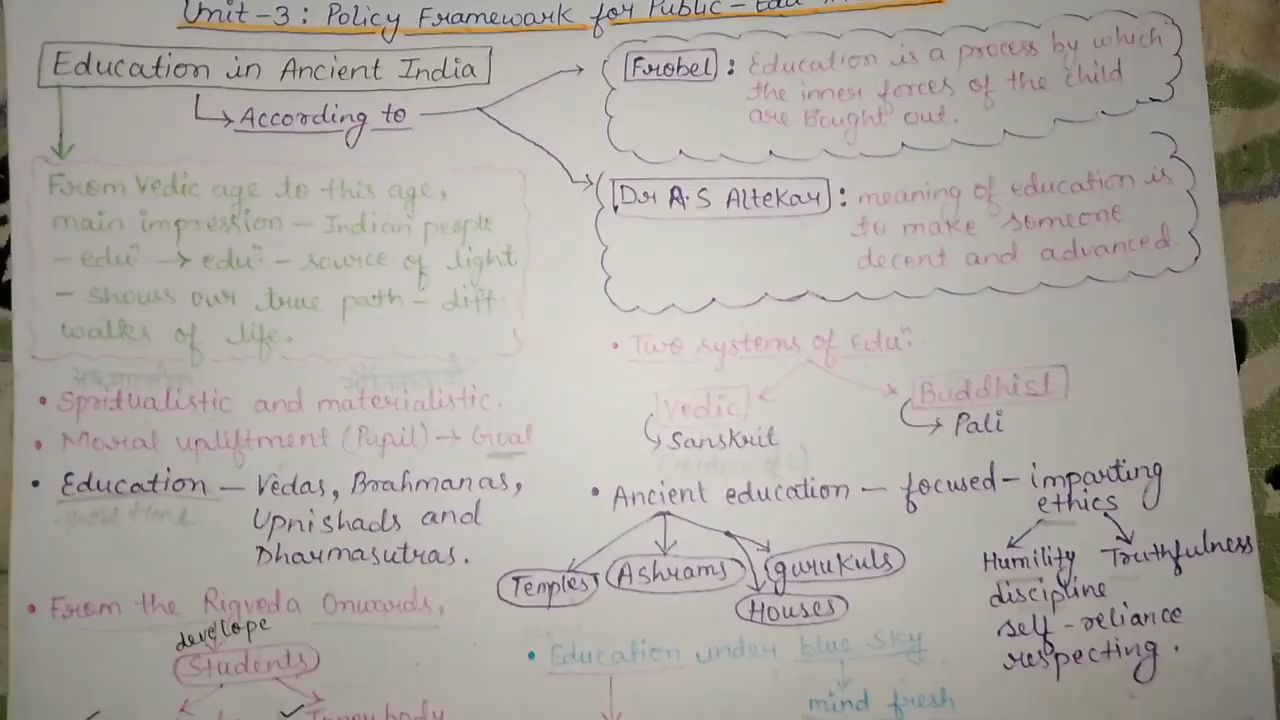 Unit-3: Policy Framework for Public-
Education in Ancient India
According to
Frobel: Education is a process by which
the inner forces of the child
are Bought out.
Dr A.S Altekar: meaning of education is
to make someone
decent and advanced.
From Vedic age to this age,
main impression - Indian people
- eduⁿ → eduⁿ - source of light
- shows our true path - diff
walks of life.
• Two systems of eduⁿ.
Vedic
Sanskrit
Buddhist
Pali
• Spritualistic and materialistic.
• Moral upliftment (Pupil) → Goal
• Education - Vedas, Brahmanas,
Upnishads and
Dharmasutras.
• Ancient education - focused - imparting
ethics
Temples
Ashrams
gurukuls
Houses
Humility
discipline
self-reliance
respecting.
Truthfulness
• From the Rigveda Onwards,
develope
Students
• Education under blue sky
mind fresh